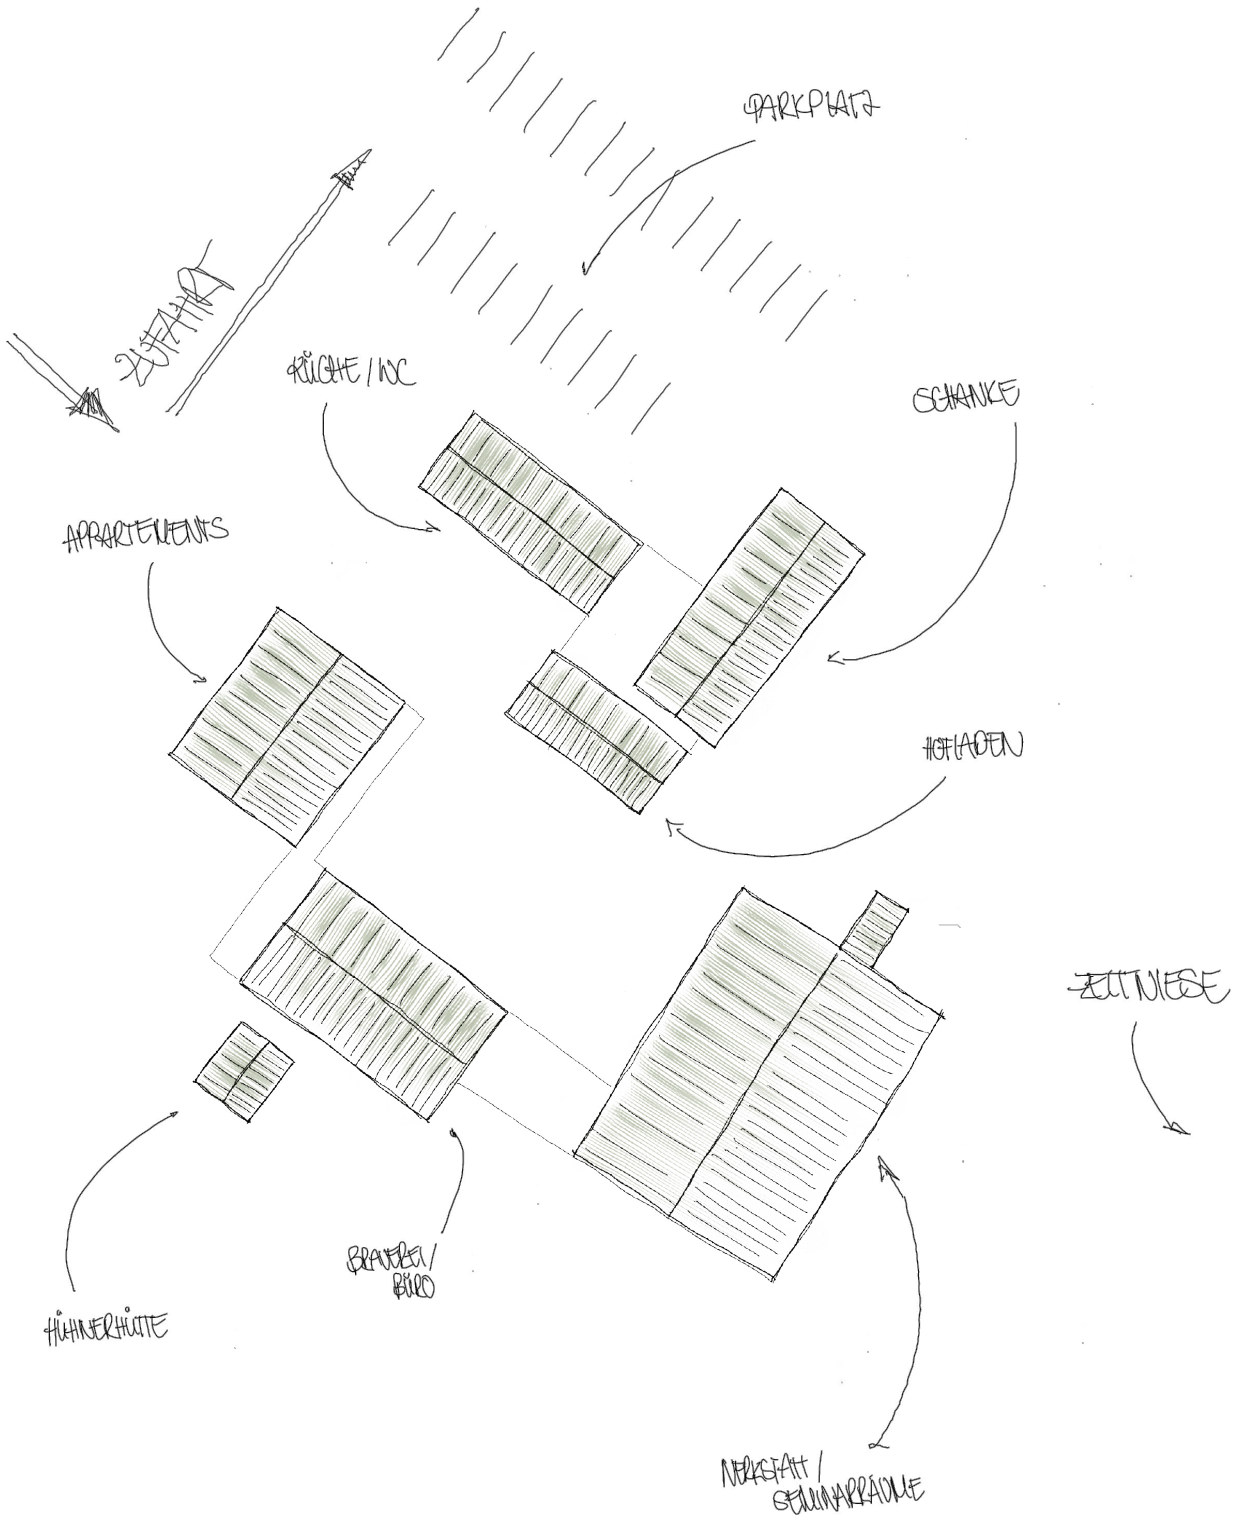 PARKPLATZ
ZUFAHRT
KÜCHE/WC
SCHANKE
APPARTEMENTS
HOFLADEN
ZELTWIESE
BRAUEREI/
BÜRO
HÜHNERHÜTTE
WERKSTATT/
SEMINARRÄUME